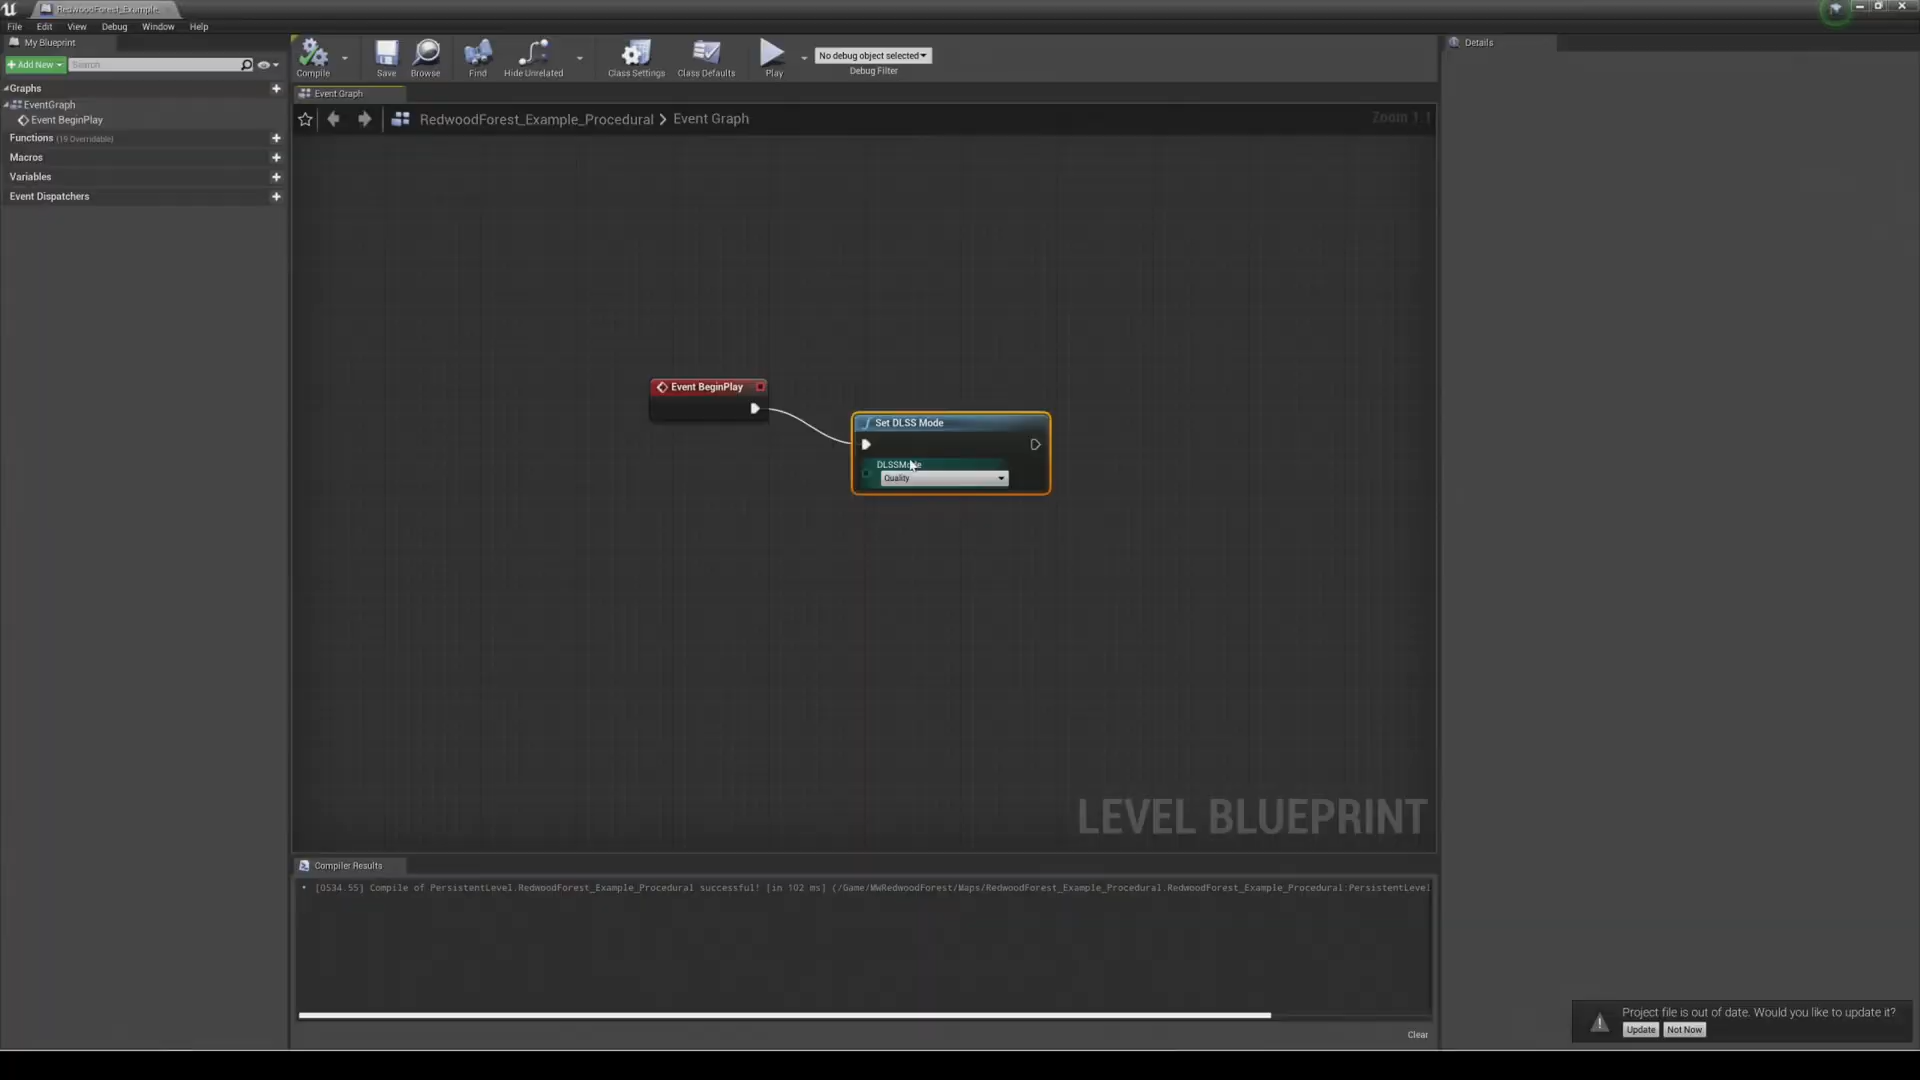 RedwoodForest_Example_
File Edit View Debug Window Help
My Blueprint
Details
+ Add New
Search
Compile
Save
Browse
Find
Hide Unrelated
Class Settings
Class Defaults
Play
No debug object selected
Debug Filter
Graphs
Event Graph
EventGraph
Event BeginPlay
RedwoodForest_Example_Procedural > Event Graph
Zoom 1:1
Functions (19 Overridable)
Macros
Variables
Event Dispatchers
Event BeginPlay
Set DLSS Mode
Quality
LEVEL BLUEPRINT
Compiler Results
[0534.55] Compile of PersistentLevel.RedwoodForest_Example_Procedural successful! [in 102 ms] (/Game/MWRedwoodForest/Maps/RedwoodForest_Example_Procedural.RedwoodForest_Example_Procedural:PersistentLevel
Project file is out of date. Would you like to update it?
Update Not Now
Clear